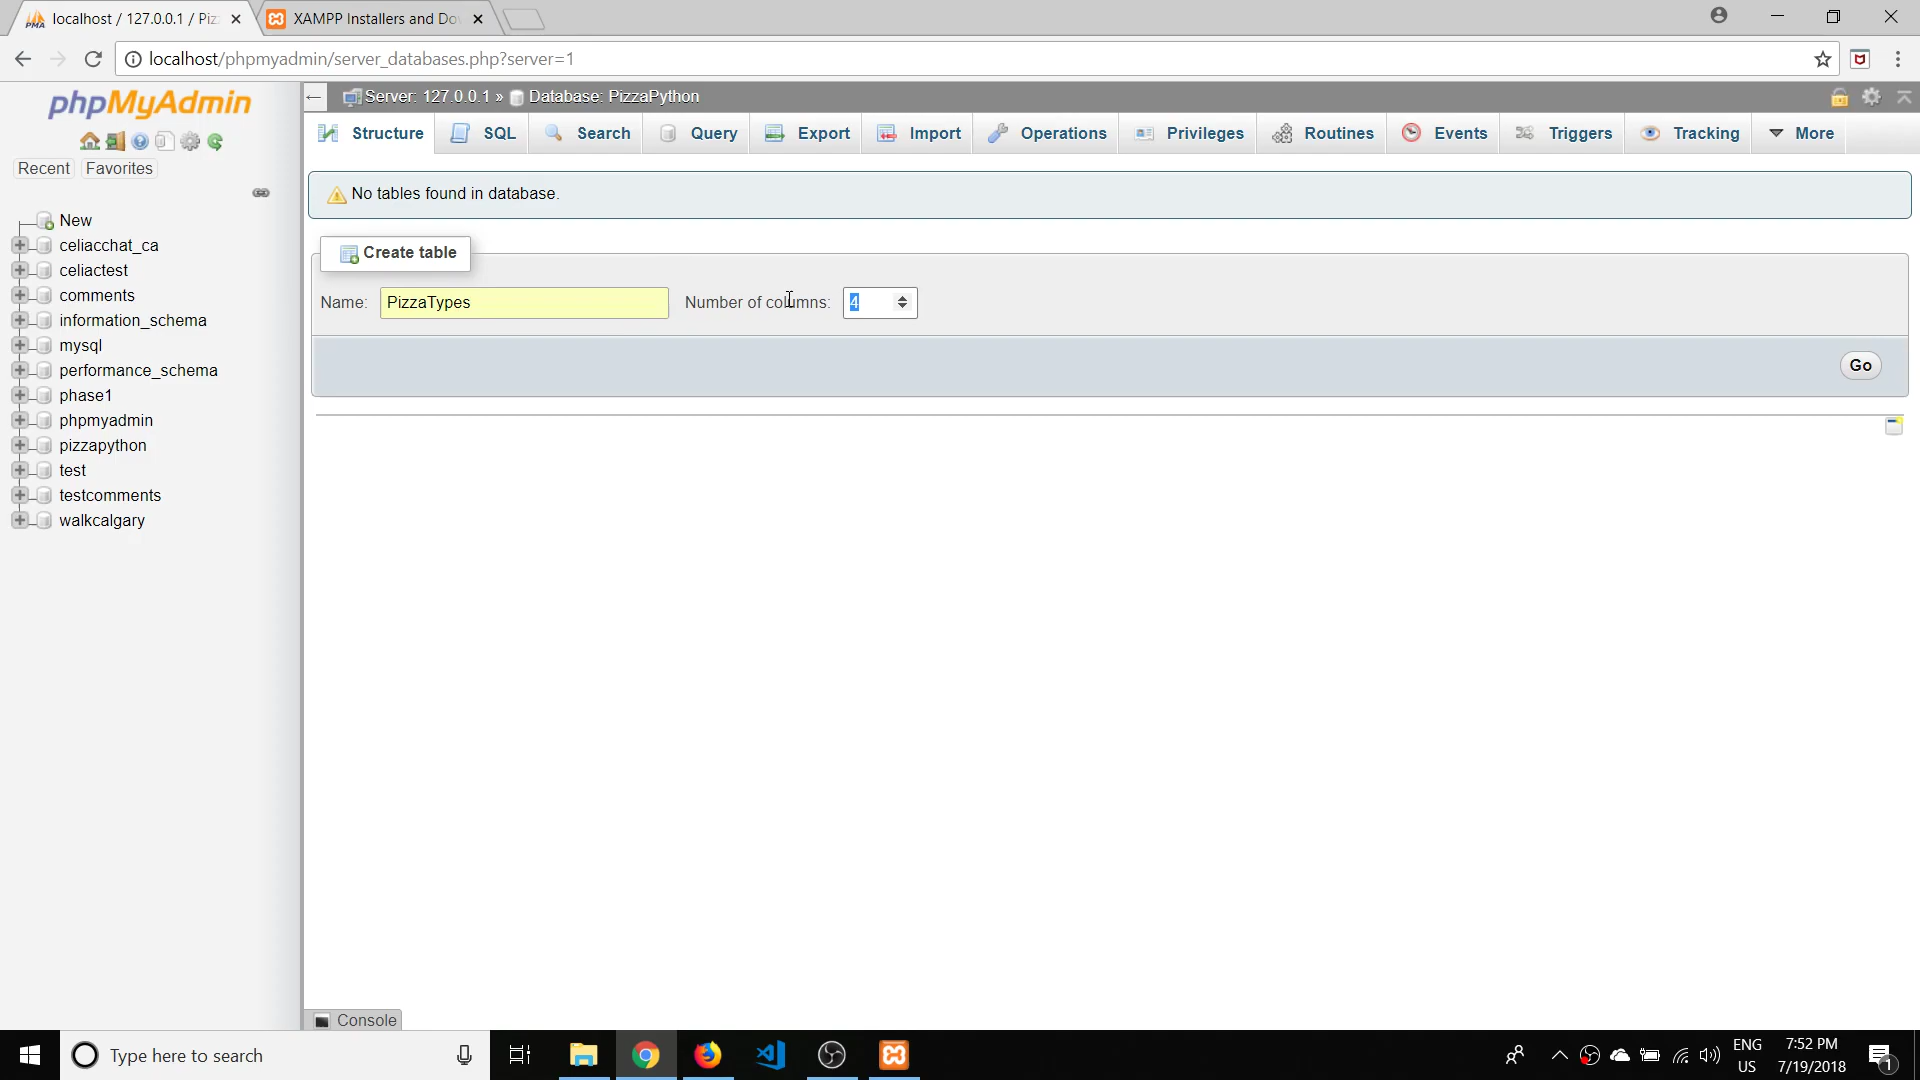 localhost / 127.0.0.1 / Piz
XAMPP Installers and Do
localhost/phpmyadmin/server_databases.php?server=1
phpMyAdmin
Recent
Favorites
New
celiacchat_ca
celiactest
comments
information_schema
mysql
performance_schema
phase1
phpmyadmin
pizzapython
test
testcomments
walkcalgary
Server: 127.0.0.1 » Database: PizzaPython
Structure
SQL
Search
Query
Export
Import
Operations
Privileges
Routines
Events
Triggers
Tracking
More
No tables found in database.
Create table
Name: PizzaTypes Number of columns: 4
Go
Console
Type here to search
ENG
US
7:52 PM
7/19/2018
1